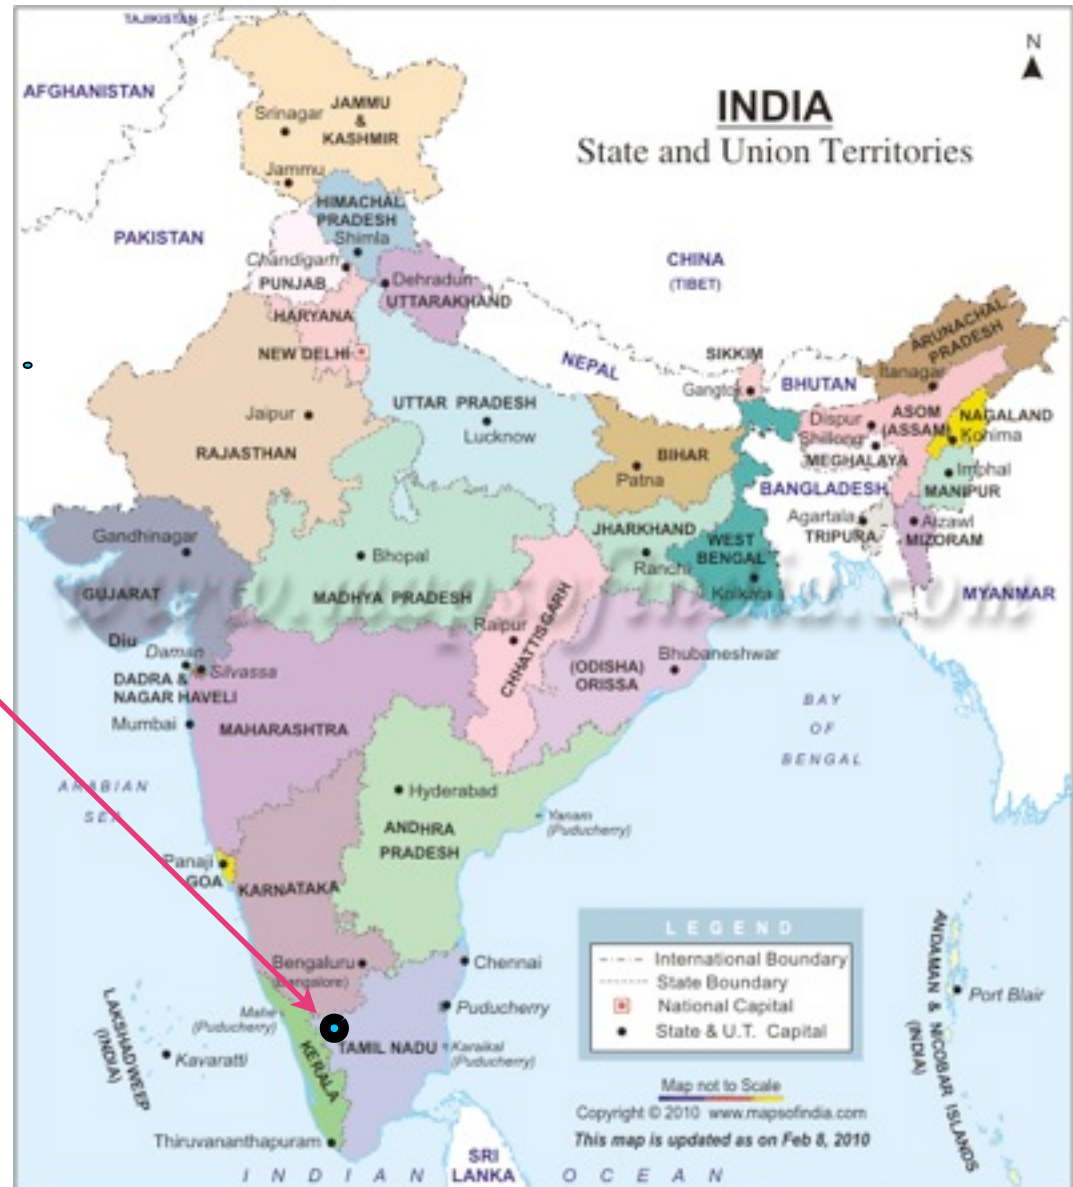 TAJIKISTAN
AFGHANISTAN
N
INDIA
State and Union Territories
JAMMU
&
KASHMIR
Srinagar
Jammu
HIMACHAL
PRADESH
Shimla
PAKISTAN
Chandigarh
PUNJAB
Dehradun
UTTARAKHAND
CHINA
(TIBET)
HARYANA
NEW DELHI
NEPAL
SIKKIM
Gangtok
BHUTAN
ARUNACHAL
PRADESH
Itanagar
Jaipur
RAJASTHAN
UTTAR PRADESH
Lucknow
BIHAR
Patna
Dispur
Shillong
MEGHALAYA
ASOM
(ASSAM)
NAGALAND
Kohima
Imphal
MANIPUR
BANGLADESH
Agartala
TRIPURA
Aizawl
MIZORAM
MYANMAR
Gandhinagar
GUJARAT
Bhopal
MADHYA PRADESH
JHARKHAND
Ranchi
WEST
BENGAL
Kolkata
www.mapsofindia.com
Diu
Daman
Silvassa
DADRA &
NAGAR HAVELI
Mumbai
MAHARASHTRA
Raipur
CHHATTISGARH
(ODISHA)
ORISSA
Bhubaneshwar
BAY
OF
BENGAL
ARABIAN
SEA
Hyderabad
ANDHRA
PRADESH
Yanam
(Puducherry)
Panaji
GOA
KARNATAKA
Bengaluru
(Bangalore)
Chennai
Mahe
(Puducherry)
Puducherry
KERALA
TAMIL NADU
Karaikal
(Puducherry)
LAKSHADWEEP
(INDIA)
Kavaratti
Thiruvananthapuram
SRI
LANKA
INDIAN OCEAN
LEGEND
International Boundary
State Boundary
National Capital
State & U.T. Capital
Map not to Scale
Copyright © 2010 www.mapsofindia.com
This map is updated as on Feb 8, 2010
ANDAMAN & NICOBAR ISLANDS
(INDIA)
Port Blair